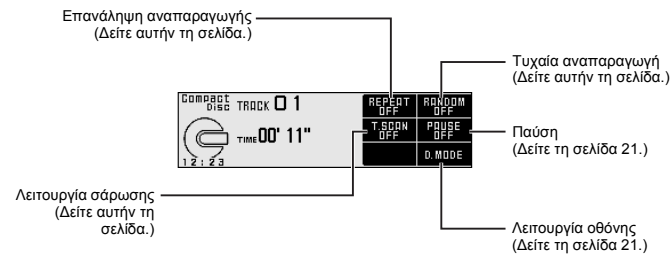 Επανάληψη αναπαραγωγής
(Δείτε αυτήν τη σελίδα.)
Τυχαία αναπαραγωγή
(Δείτε αυτήν τη σελίδα.)
Compact
Disc
TRACK 01
TIME 00' 11"
12:23
REPEAT
OFF
RANDOM
OFF
T.SCAN
OFF
PAUSE
OFF
D.MODE
Παύση
(Δείτε τη σελίδα 21.)
Λειτουργία σάρωσης
(Δείτε αυτήν τη
σελίδα.)
Λειτουργία οθόνης
(Δείτε τη σελίδα 21.)